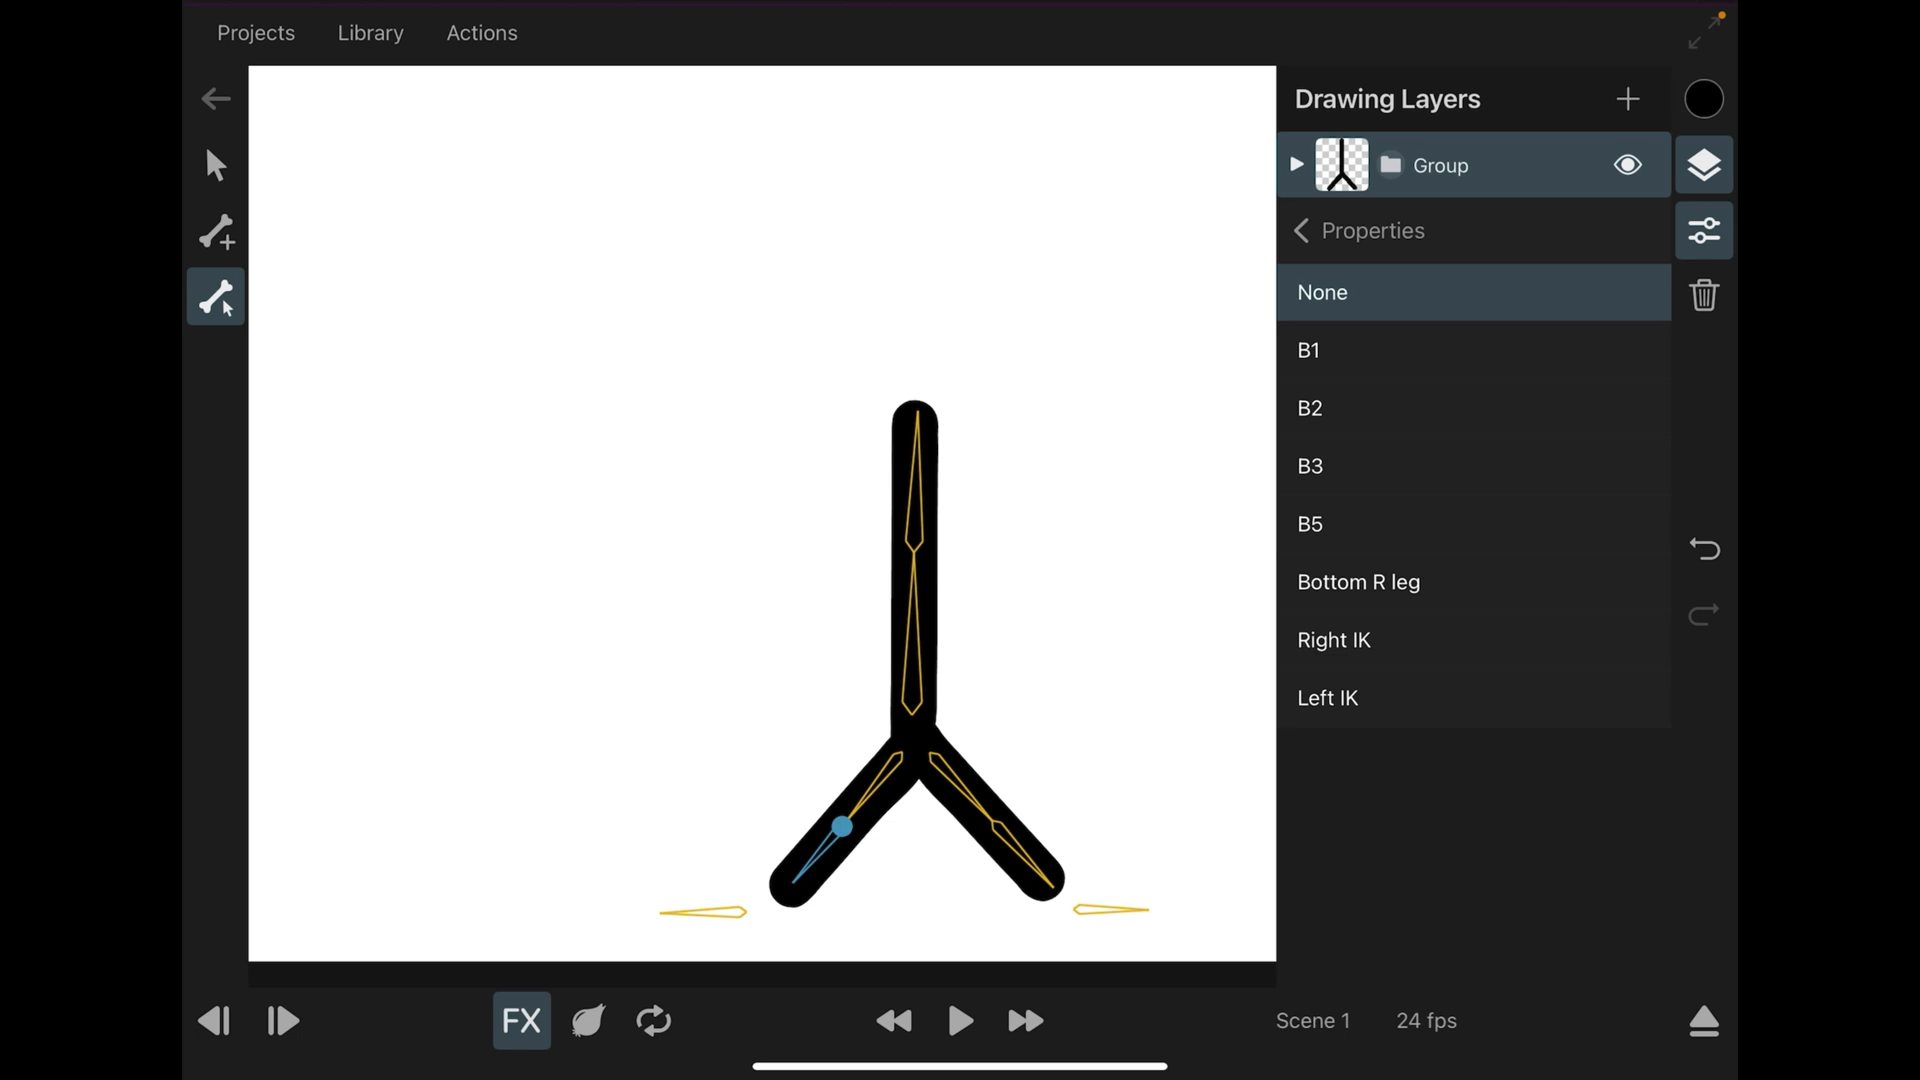 Projects Library Actions
Drawing Layers
Group
Properties
None
B1
B2
B3
B5
Bottom R leg
Right IK
Left IK
FX
Scene 1 24 fps